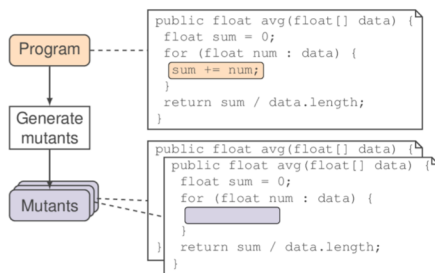 Program
public float avg(float[] data) {
float sum = 0;
for (float num : data) {
sum += num;
}
return sum / data.length;
}
Generate
mutants
Mutants
public float avg(float[] data) {
public float avg(float[] data) {
float sum = 0;
for (float num : data) {
}
return sum / data.length;
}
}